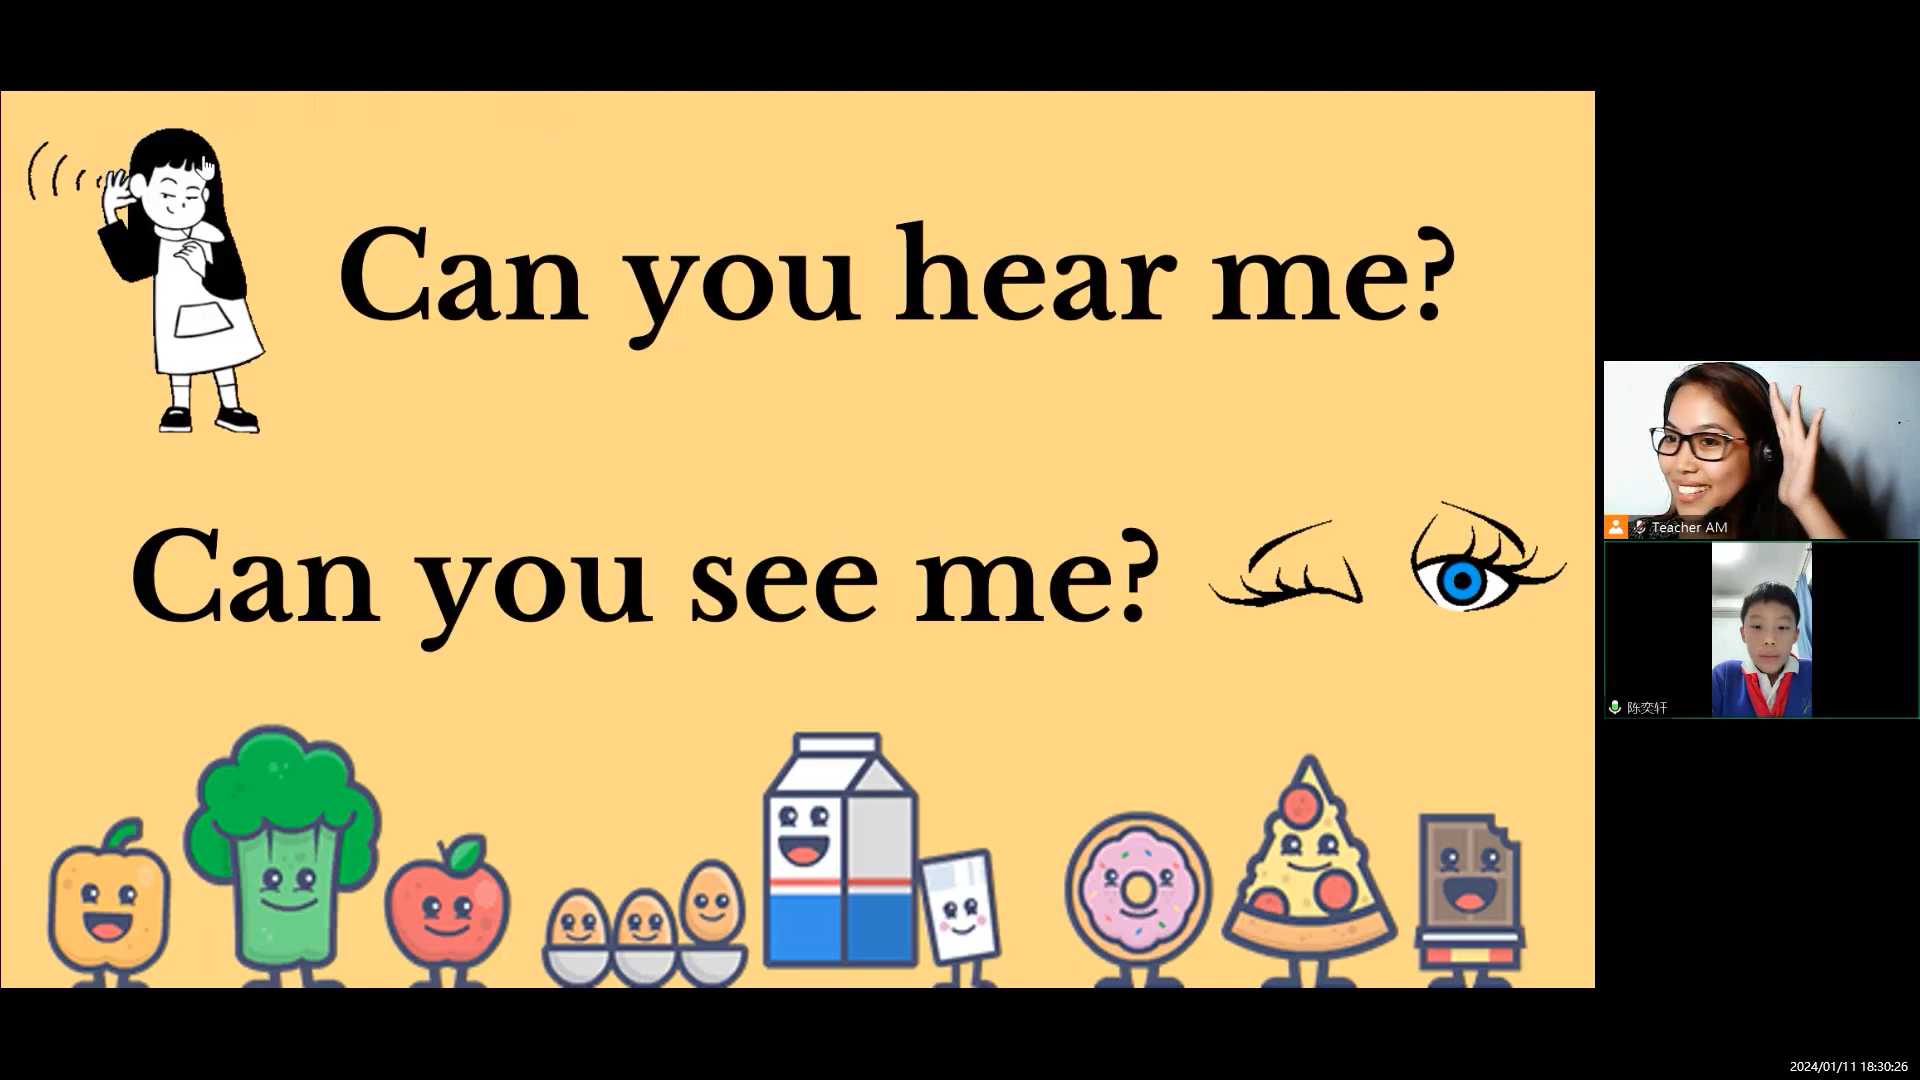 Can you hear me?
Can you see me?
Teacher AM
陈奕轩
2024/01/11 18:30:26